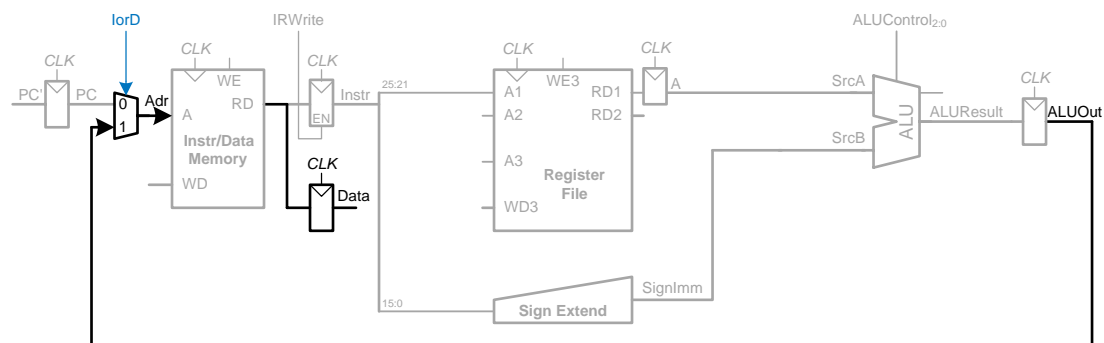 IorD
IRWrite
ALUControl2:0
CLK
CLK
CLK
CLK
CLK
CLK
PC'
PC
0
1
Adr
WE
RD
A
Instr/Data
Memory
WD
EN
Instr
CLK
Data
25:21
A1
A2
A3
WD3
WE3
RD1
RD2
Register
File
A
SrcA
SrcB
ALU
ALUResult
ALUOut
15:0
Sign Extend
SignImm